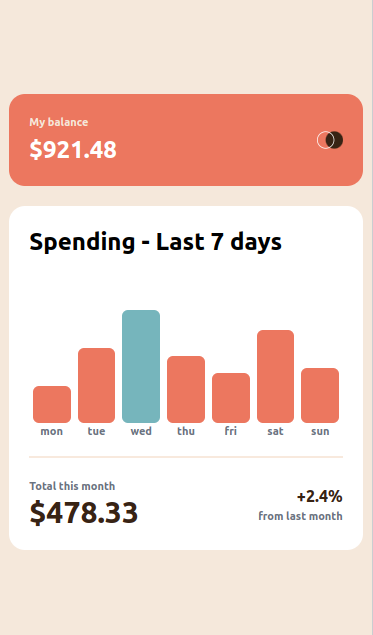 My balance
$921.48
Spending - Last 7 days
mon tue wed thu fri sat sun
Total this month
$478.33
+2.4%
from last month